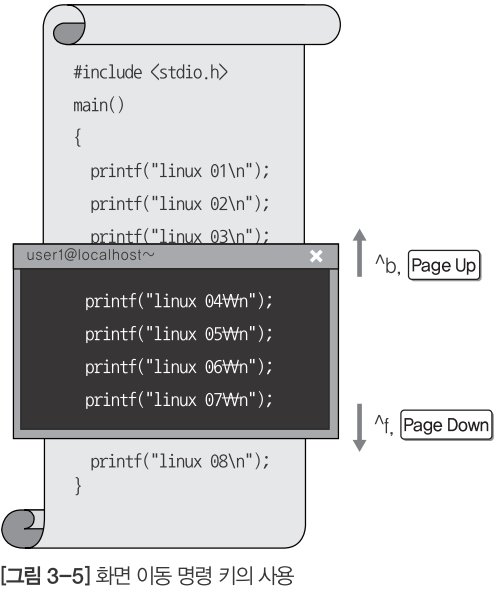 #include <stdio.h>
main()
{
printf("linux 01\n");
printf("linux 02\n");
printf("linux 03\n");
user1@localhost~
printf("linux 04₩₩n");
printf("linux 05₩₩n");
printf("linux 06₩₩n");
printf("linux 07₩₩n");
printf("linux 08\n");
}
^b, Page Up
^f, Page Down
[그림 3-5] 화면 이동 명령 키의 사용